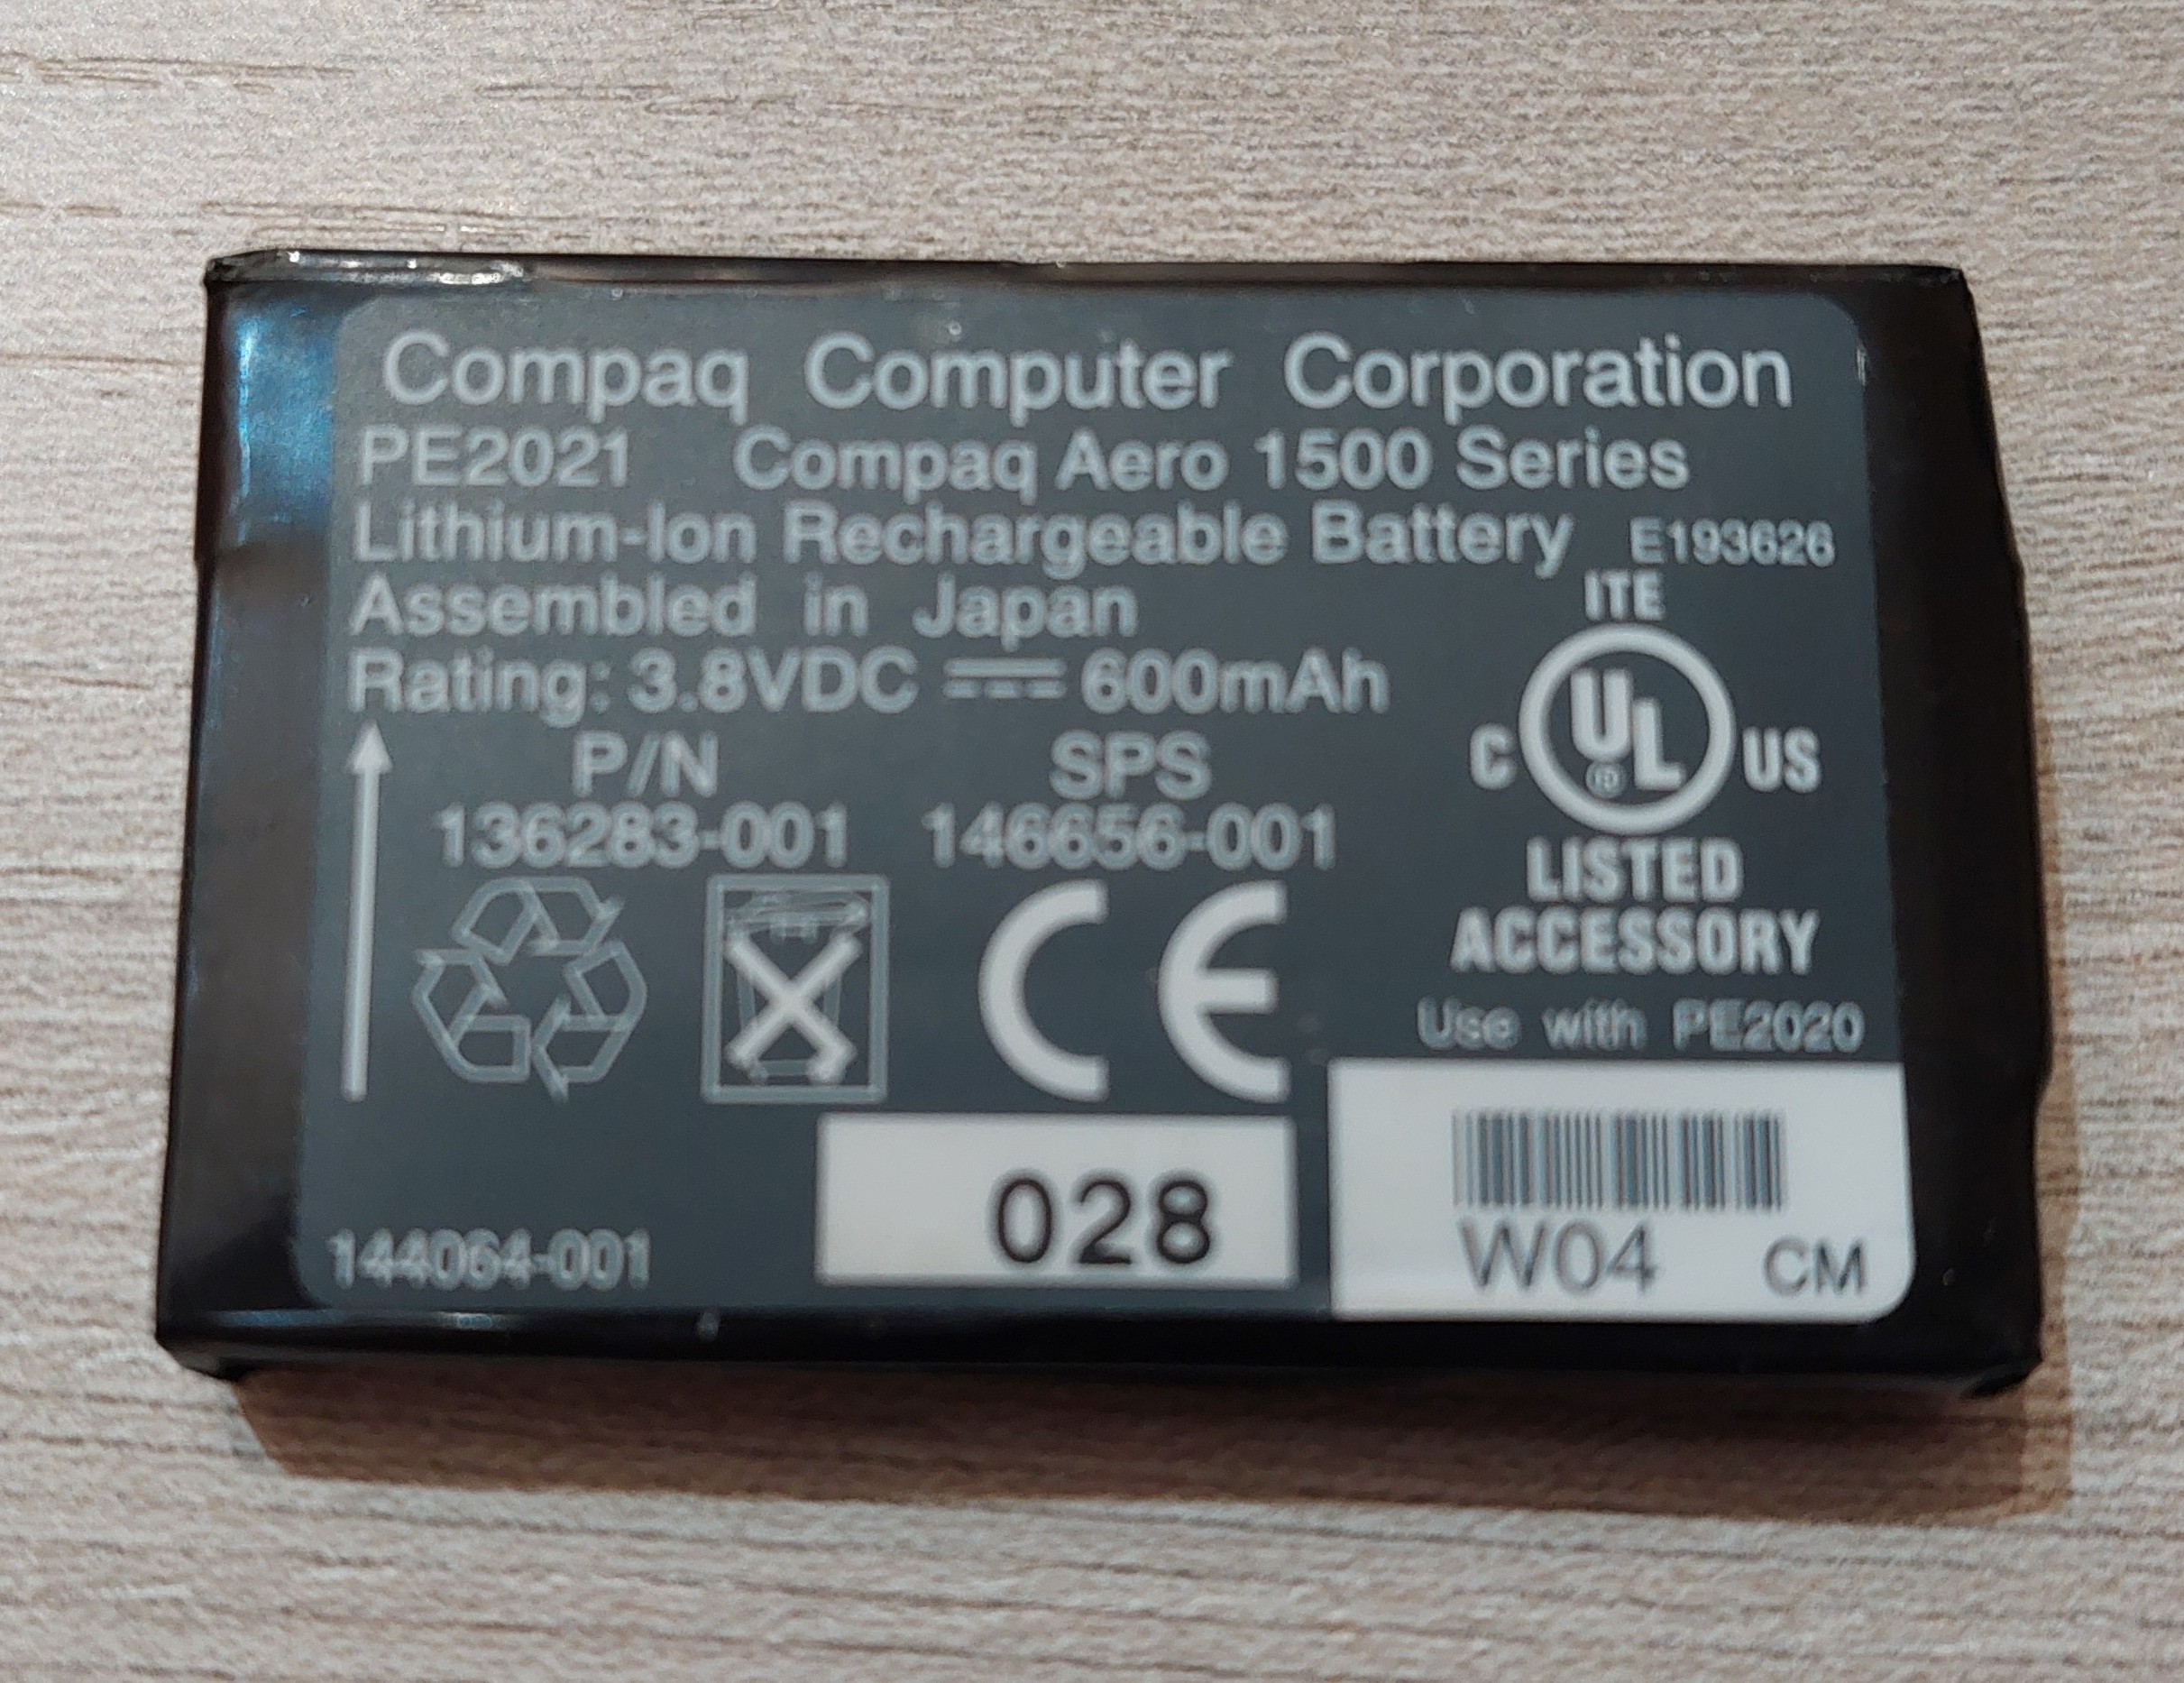 Compaq Computer Corporation
PE2021 Compaq Aero 1500 Series
Lithium-Ion Rechargeable Battery E193626
Assembled in Japan
Rating: 3.8VDC 600mAh
ITE
C UL® US
LISTED
ACCESSORY
Use with PE2020
P/N SPS
136283-001 146656-001
CE
028
W04 CM
144064-001